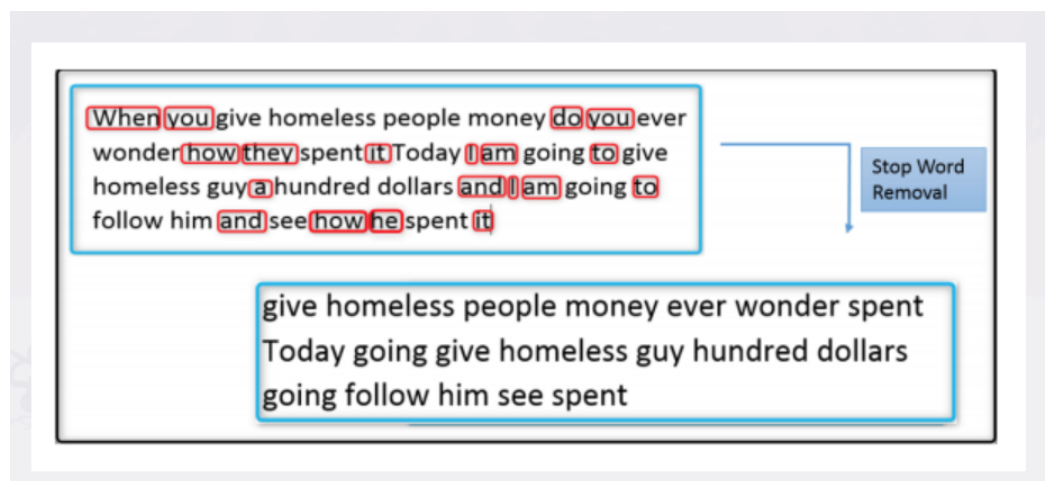 When you give homeless people money do you ever
wonder how they spent it Today I am going to give
homeless guy a hundred dollars and I am going to
follow him and see how he spent it
Stop Word
Removal
give homeless people money ever wonder spent
Today going give homeless guy hundred dollars
going follow him see spent